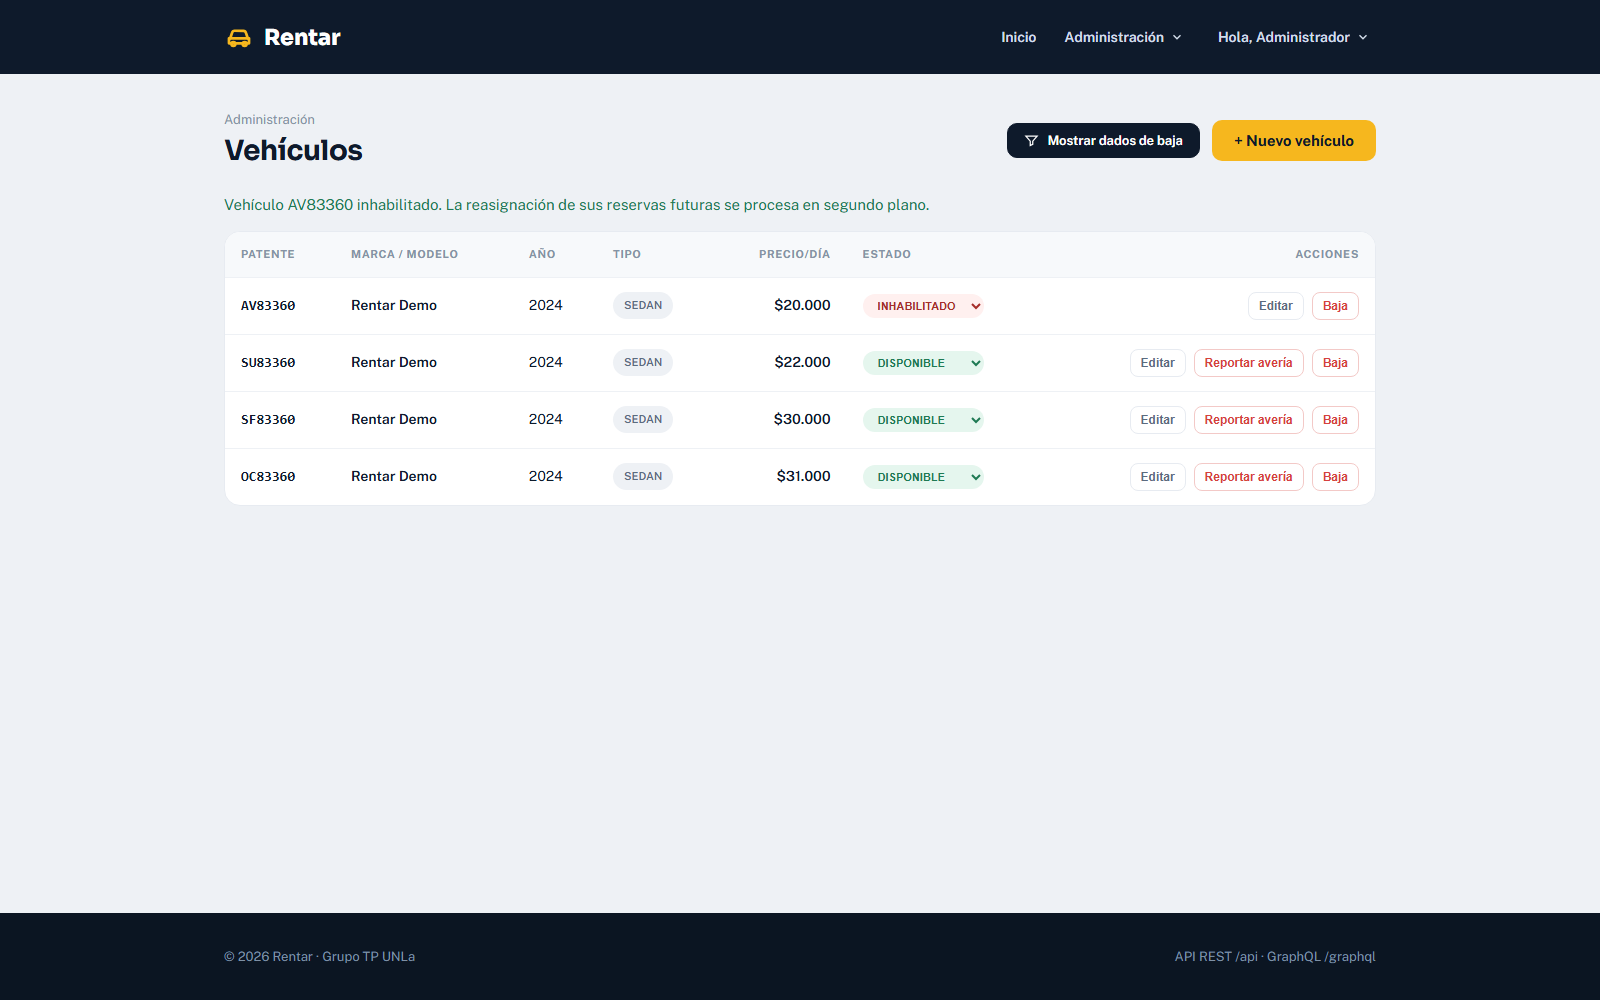 Rentar
Inicio Administración Hola, Administrador
Administración
Vehículos
Mostrar dados de baja
+ Nuevo vehículo
Vehículo AV83360 inhabilitado. La reasignación de sus reservas futuras se procesa en segundo plano.
PATENTE MARCA / MODELO AÑO TIPO PRECIO/DÍA ESTADO ACCIONES
AV83360 Rentar Demo 2024 SEDAN $20.000 INHABILITADO Editar Baja
SU83360 Rentar Demo 2024 SEDAN $22.000 DISPONIBLE Editar Reportar avería Baja
SF83360 Rentar Demo 2024 SEDAN $30.000 DISPONIBLE Editar Reportar avería Baja
OC83360 Rentar Demo 2024 SEDAN $31.000 DISPONIBLE Editar Reportar avería Baja
© 2026 Rentar · Grupo TP UNLa
API REST /api · GraphQL /graphql